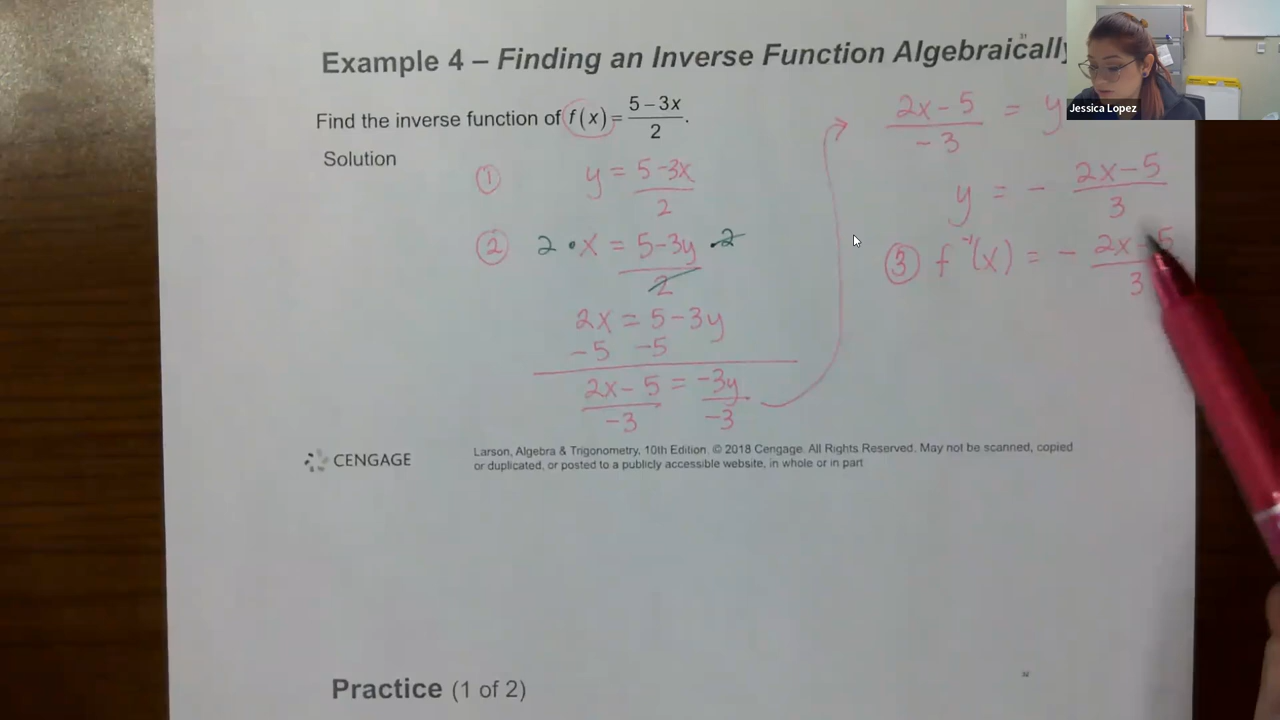 Example 4 – Finding an Inverse Function Algebraically
Jessica Lopez
Find the inverse function of f(x) = (5 – 3x)/2.
Solution
① y = (5 - 3x)/2
② 2 • x = (5 - 3y)/2 • 2
2x = 5 - 3y
-5 -5
(2x - 5)/-3 = -3y/-3
(2x - 5)/-3 = y
y = - (2x - 5)/3
③ f⁻¹(x) = - (2x - 5)/3
CENGAGE
Larson, Algebra & Trigonometry, 10th Edition. © 2018 Cengage. All Rights Reserved. May not be scanned, copied
or duplicated, or posted to a publicly accessible website, in whole or in part
Practice (1 of 2)